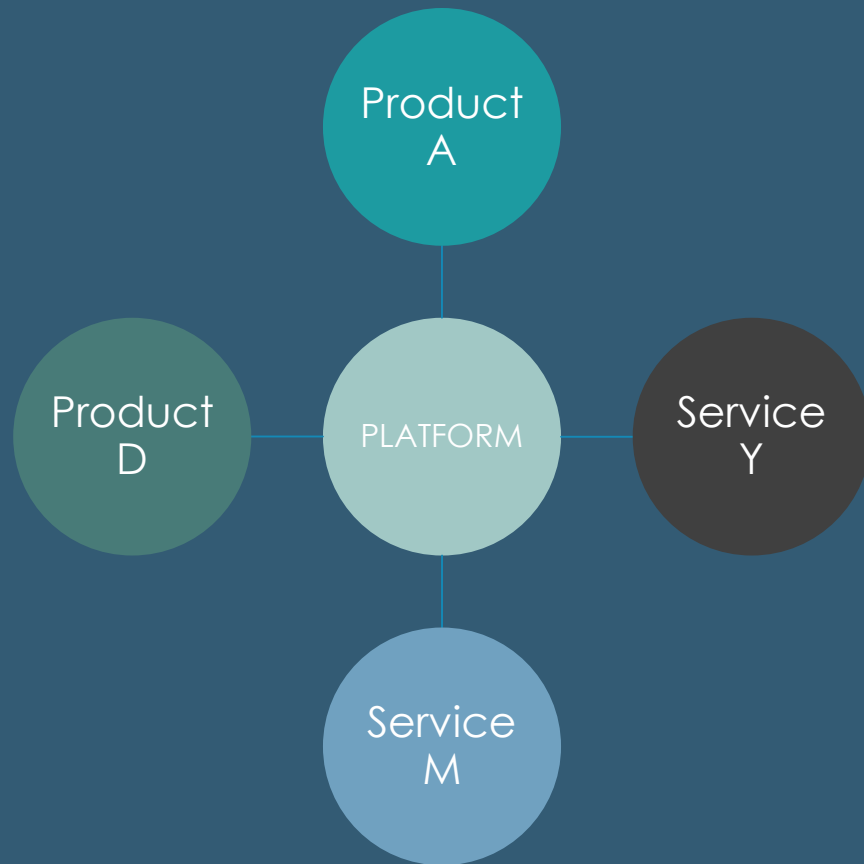 Product
A
Product
D
PLATFORM
Service
Y
Service
M